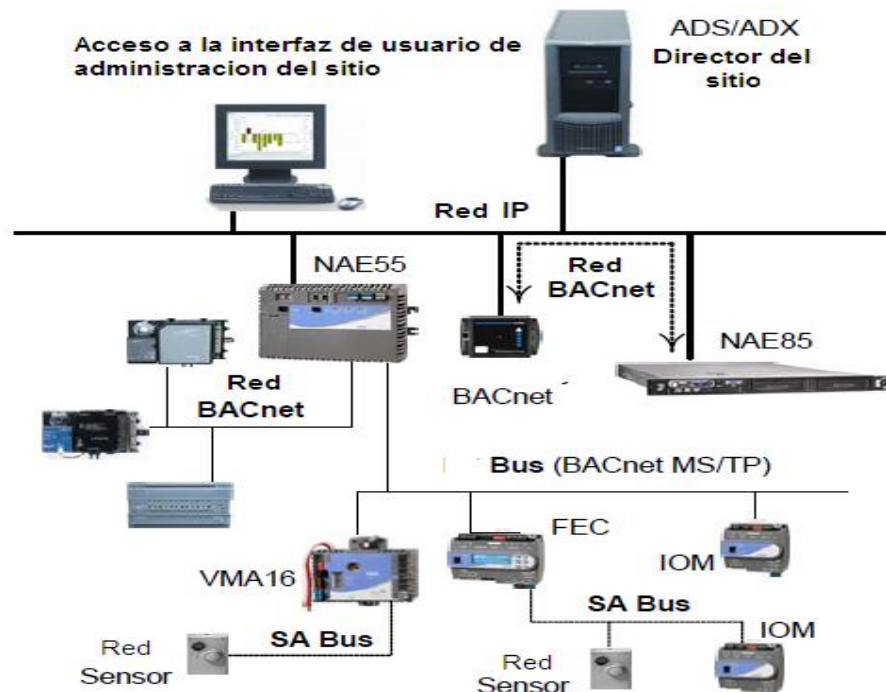 Acceso a la interfaz de usuario de
administracion del sitio
ADS/ADX
Director del
sitio
Red IP
NAE55
Red
BACnet
NAE85
Red
BACnet
BACnet
Bus (BACnet MS/TP)
FEC
IOM
VMA16
SA Bus
IOM
Red
Sensor
SA Bus
Red
Sensor